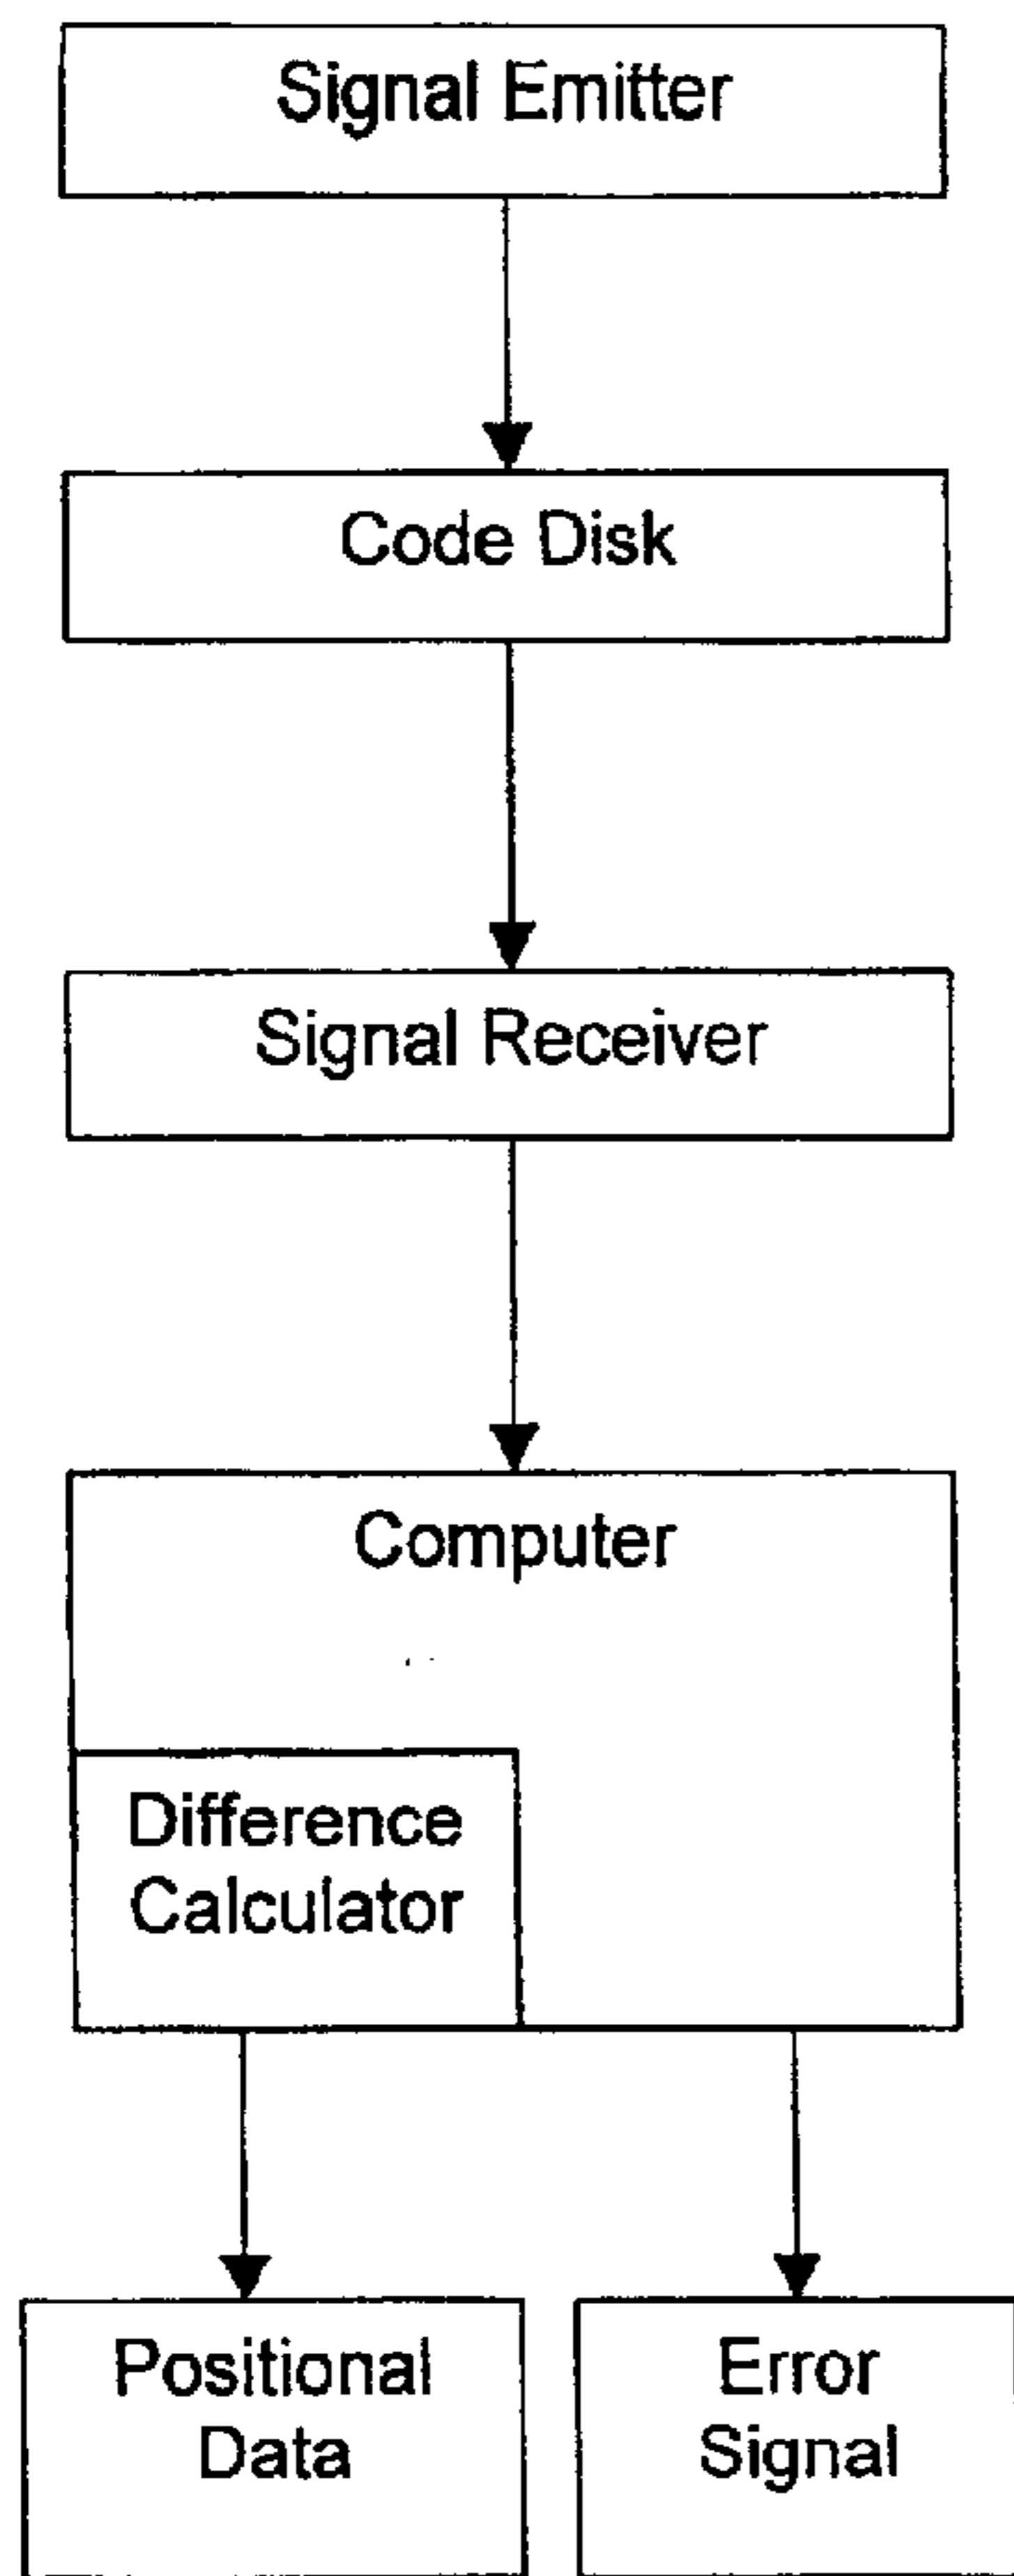 Signal Emitter
Code Disk
Signal Receiver
Computer
Difference
Calculator
Positional
Data
Error
Signal